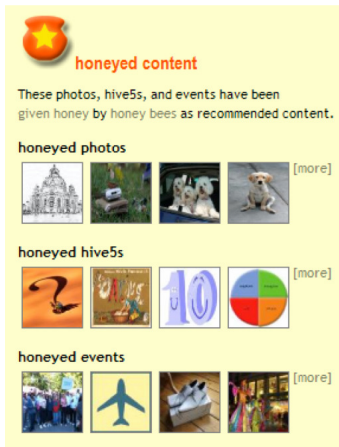 honeyed content
These photos, hive5s, and events have been
given honey by honey bees as recommended content.
honeyed photos
[more]
honeyed hive5s
?
10
[more]
honeyed events
[more]